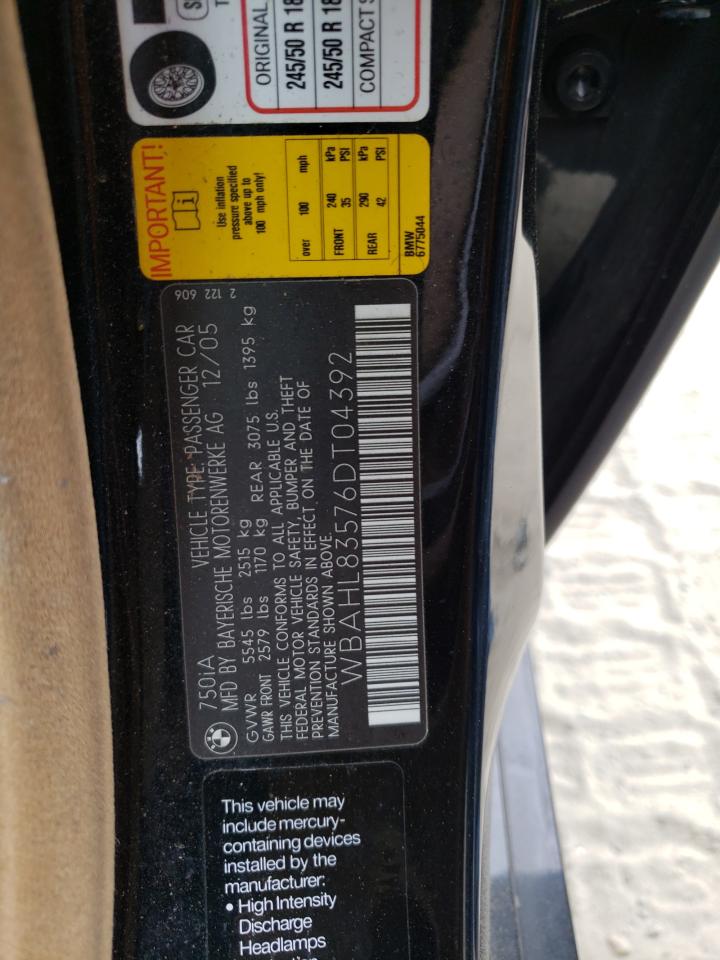 ORIGINAL
245/50 R 18
245/50 R 18
COMPACT S
IMPORTANT!
Use inflation
pressure specified
above up to
100 mph only!
over 100 mph
FRONT 240 kPa
35 PSI
REAR 290 kPa
42 PSI
BMW
6775044
2 122 606
750iA VEHICLE TYPE: PASSENGER CAR
MFD BY BAYERISCHE MOTORENWERKE AG 12/05
GVWR 5545 lbs 2515 kg
GAWR FRONT 2579 lbs 1170 kg REAR 3075 lbs 1395 kg
THIS VEHICLE CONFORMS TO ALL APPLICABLE U.S.
FEDERAL MOTOR VEHICLE SAFETY, BUMPER AND THEFT
PREVENTION STANDARDS IN EFFECT ON THE DATE OF
MANUFACTURE SHOWN ABOVE.
WBAHL83576DT04392
This vehicle may
include mercury-
containing devices
installed by the
manufacturer:
• High Intensity
Discharge
Headlamps